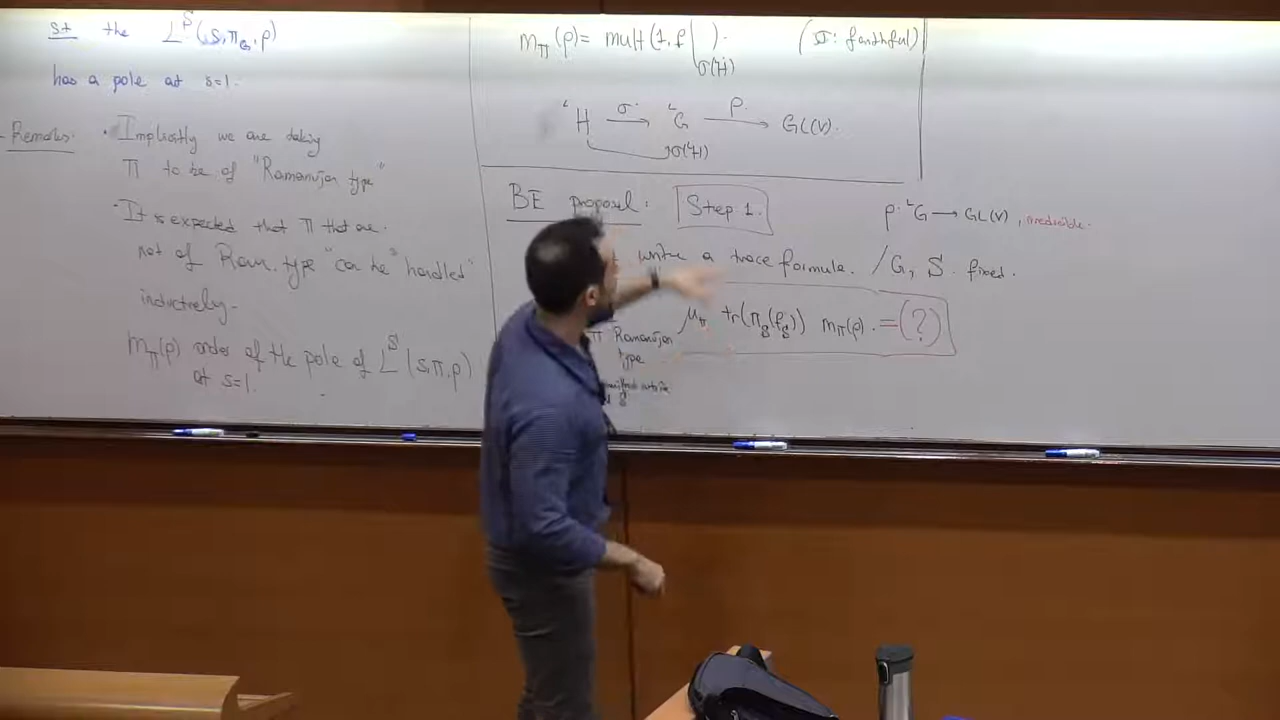 st the L^S(s, π_G, ρ)
has a pole at s=1.
- Remarks:
• Implicitly we are taking
Π to be of "Ramanujan type"
• It is expected that Π that are
not of Ram. type "can be" handled"
inductively.
m_Π(ρ) order of the pole of L^S(s, Π, ρ)
at s=1.
m_Π(ρ) = mult(1, ρ|_{σ(ᴸH)}). (σ: faithful)
ᴸH —σ→ ᴸG —ρ→ GL(V).
σ(ᴸH)
BE proposal: Step 1.
ρ: ᴸG → GL(V), irreducible.
write a trace formula. / G, S fixed.
μ_Π tr(Π_S(f_S)) m_Π(ρ). = (?)
Π Ramanujan
type